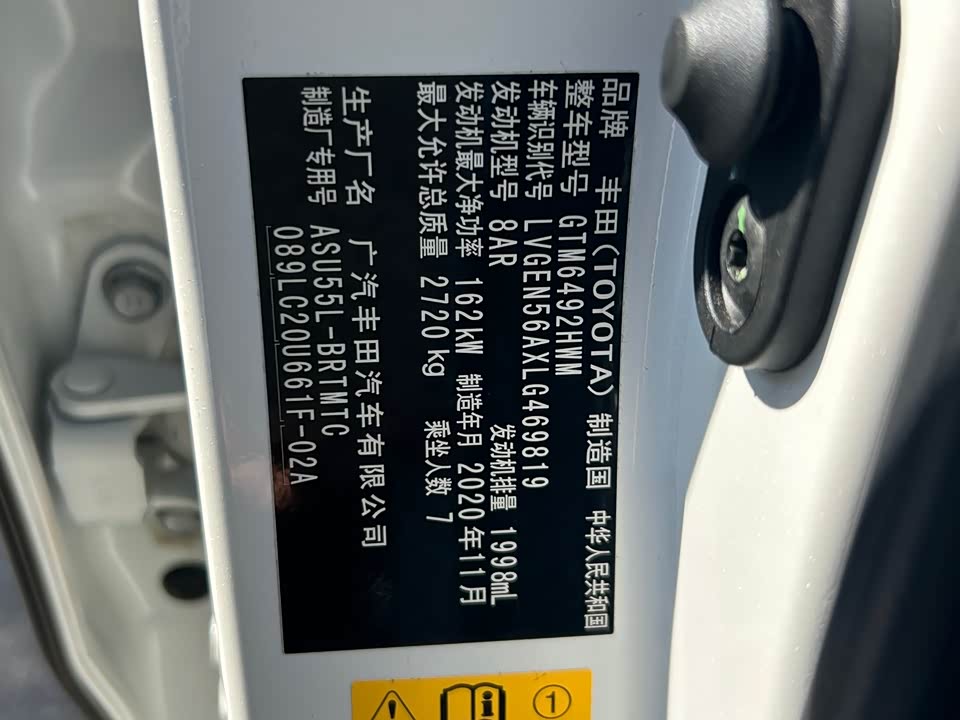 品牌 丰田(TOYOTA) 制造国 中华人民共和国
整车型号 GTM6492HWM
车辆识别代号 LVGEN56AXLG469819
发动机型号 8AR 发动机排量 1998mL
发动机最大净功率 162kW 制造年月 2020年11月
最大允许总质量 2720kg 乘坐人数 7
生产厂名 广汽丰田汽车有限公司
制造厂专用号 ASU55L-BRTMTC
089LC20U661F-02A
1